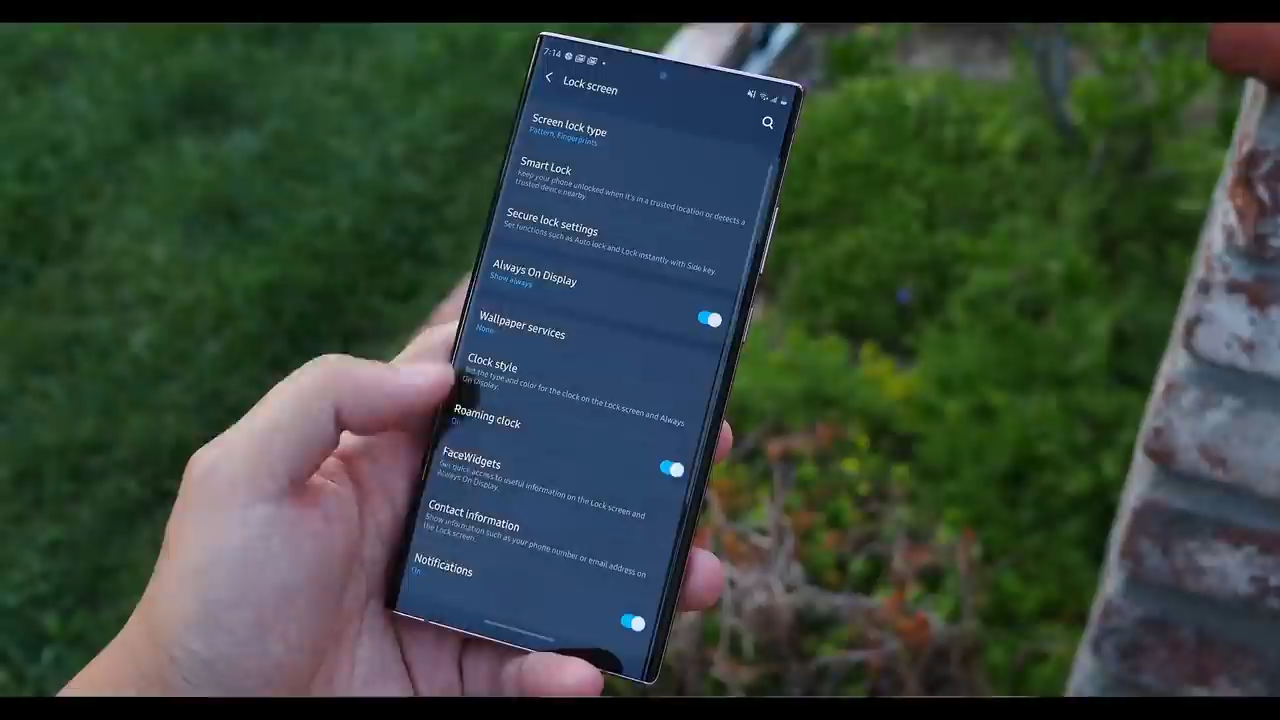 7:14
Lock screen
Screen lock type
Pattern, Fingerprints
Smart Lock
Keep your phone unlocked when it's in a trusted location or detects a
trusted device nearby.
Secure lock settings
Set functions such as Auto lock and Lock instantly with Side key.
Always On Display
Show always
Wallpaper services
None
Clock style
Set the type and color for the clock on the Lock screen and Always
On Display.
Roaming clock
On
FaceWidgets
Get quick access to useful information on the Lock screen and
Always On Display.
Contact information
Show information such as your phone number or email address on
the Lock screen.
Notifications
On